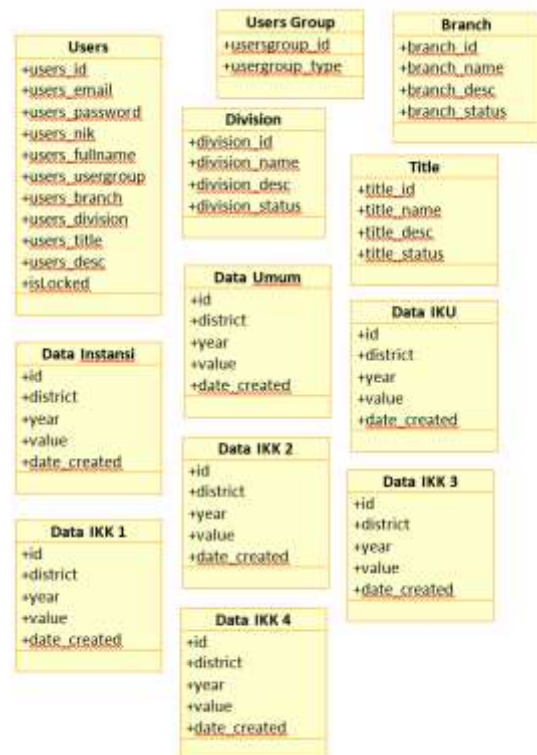 Users
+users_id
+users_email
+users_password
+users_nik
+users_fullname
+users_usergroup
+users_branch
+users_division
+users_title
+users_desc
+isLocked
Users Group
+usersgroup_id
+usergroup_type
Branch
+branch_id
+branch_name
+branch_desc
+branch_status
Division
+division_id
+division_name
+division_desc
+division_status
Title
+title_id
+title_name
+title_desc
+title_status
Data Umum
+id
+district
+year
+value
+date_created
Data IKU
+id
+district
+year
+value
+date_created
Data Instansi
+id
+district
+year
+value
+date_created
Data IKK 2
+id
+district
+year
+value
+date_created
Data IKK 3
+id
+district
+year
+value
+date_created
Data IKK 1
+id
+district
+year
+value
+date_created
Data IKK 4
+id
+district
+year
+value
+date_created